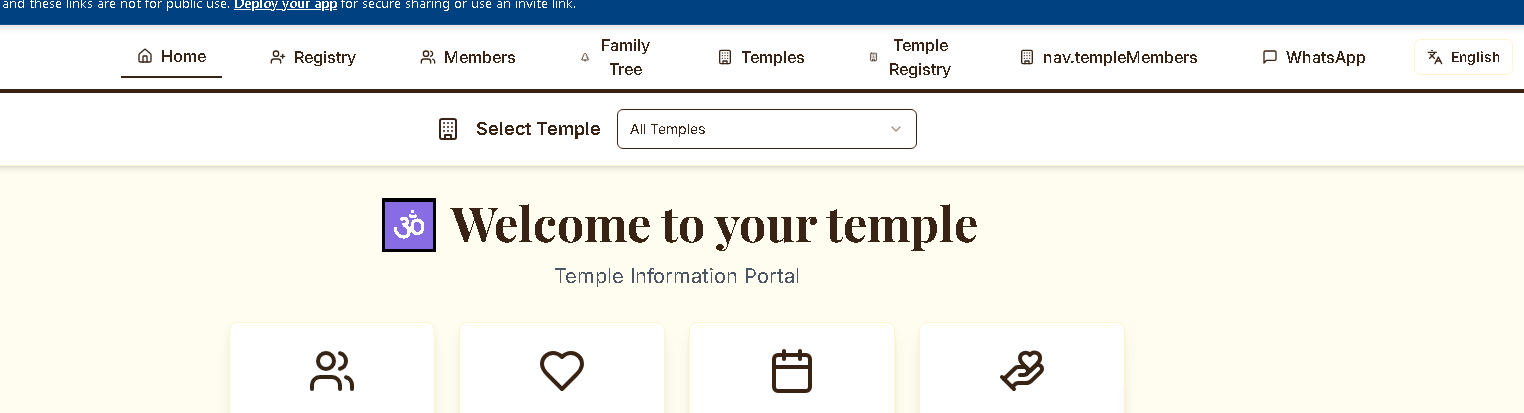 and these links are not for public use. Deploy your app for secure sharing or use an invite link.
Home
Registry
Members
Family
Tree
Temples
Temple
Registry
nav.templeMembers
WhatsApp
English
Select Temple
All Temples
ॐ
Welcome to your temple
Temple Information Portal